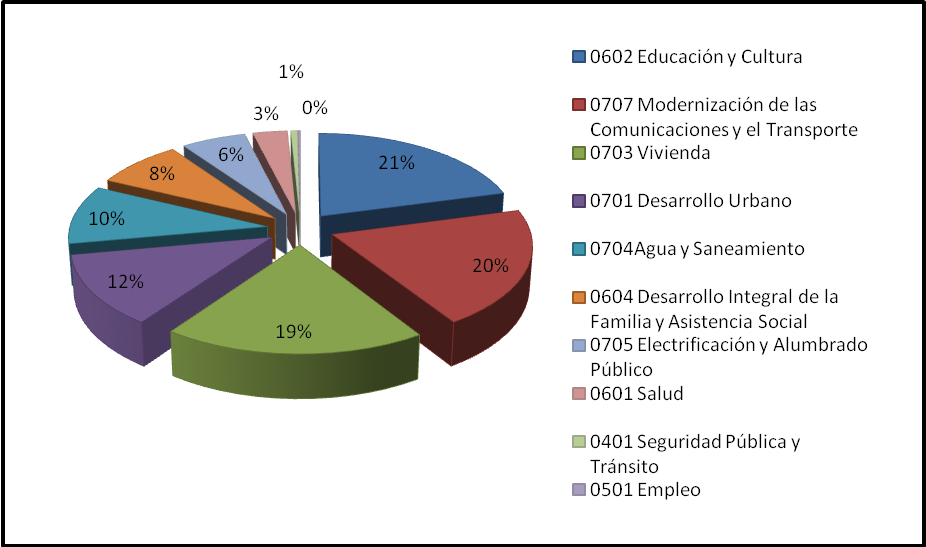 1%
0%
3%
6%
21%
8%
10%
20%
12%
19%
0602 Educación y Cultura
0707 Modernización de las
Comunicaciones y el Transporte
0703 Vivienda
0701 Desarrollo Urbano
0704Agua y Saneamiento
0604 Desarrollo Integral de la
Familia y Asistencia Social
0705 Electrificación y Alumbrado
Público
0601 Salud
0401 Seguridad Pública y
Tránsito
0501 Empleo